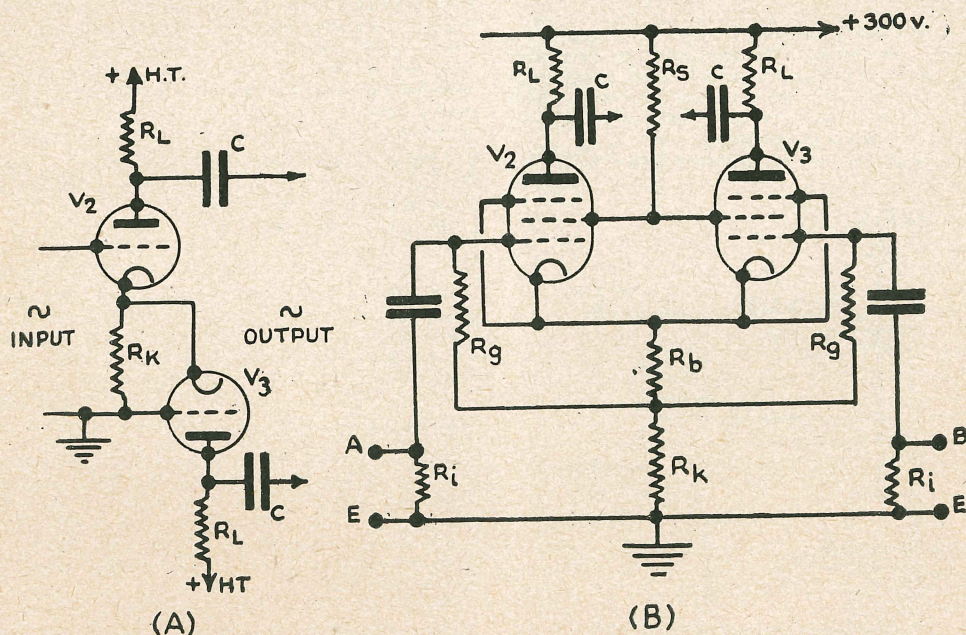 + H.T.
RL
C
V2
~
INPUT
RK
~
OUTPUT
V3
C
RL
+ HT
(A)
+300 v.
RL
C
RS
C
RL
V2
V3
Rg
Rb
Rg
A
Ri
E
Rk
B
Ri
E
(B)